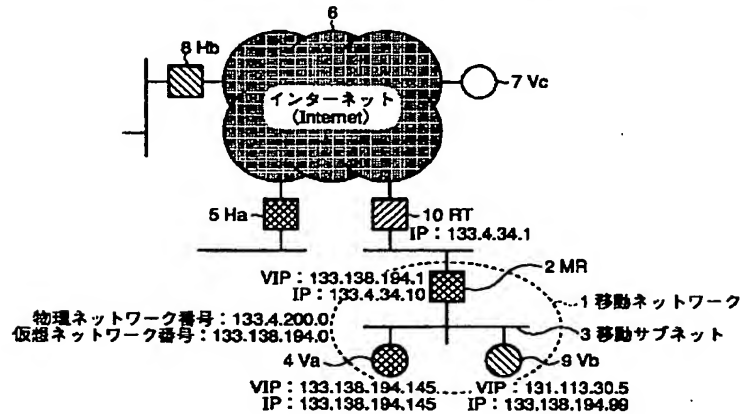 6
8 Hb
インターネット
(Internet)
7 Vc
5 Ha
10 RT
IP：133.4.34.1
VIP：133.138.194.1
IP：133.4.34.10
2 MR
1 移動ネットワーク
物理ネットワーク番号：133.4.200.0
仮想ネットワーク番号：133.138.194.0
3 移動サブネット
4 Va
9 Vb
VIP：133.138.194.145
VIP：131.113.30.5
IP：133.138.194.145
IP：133.138.194.99